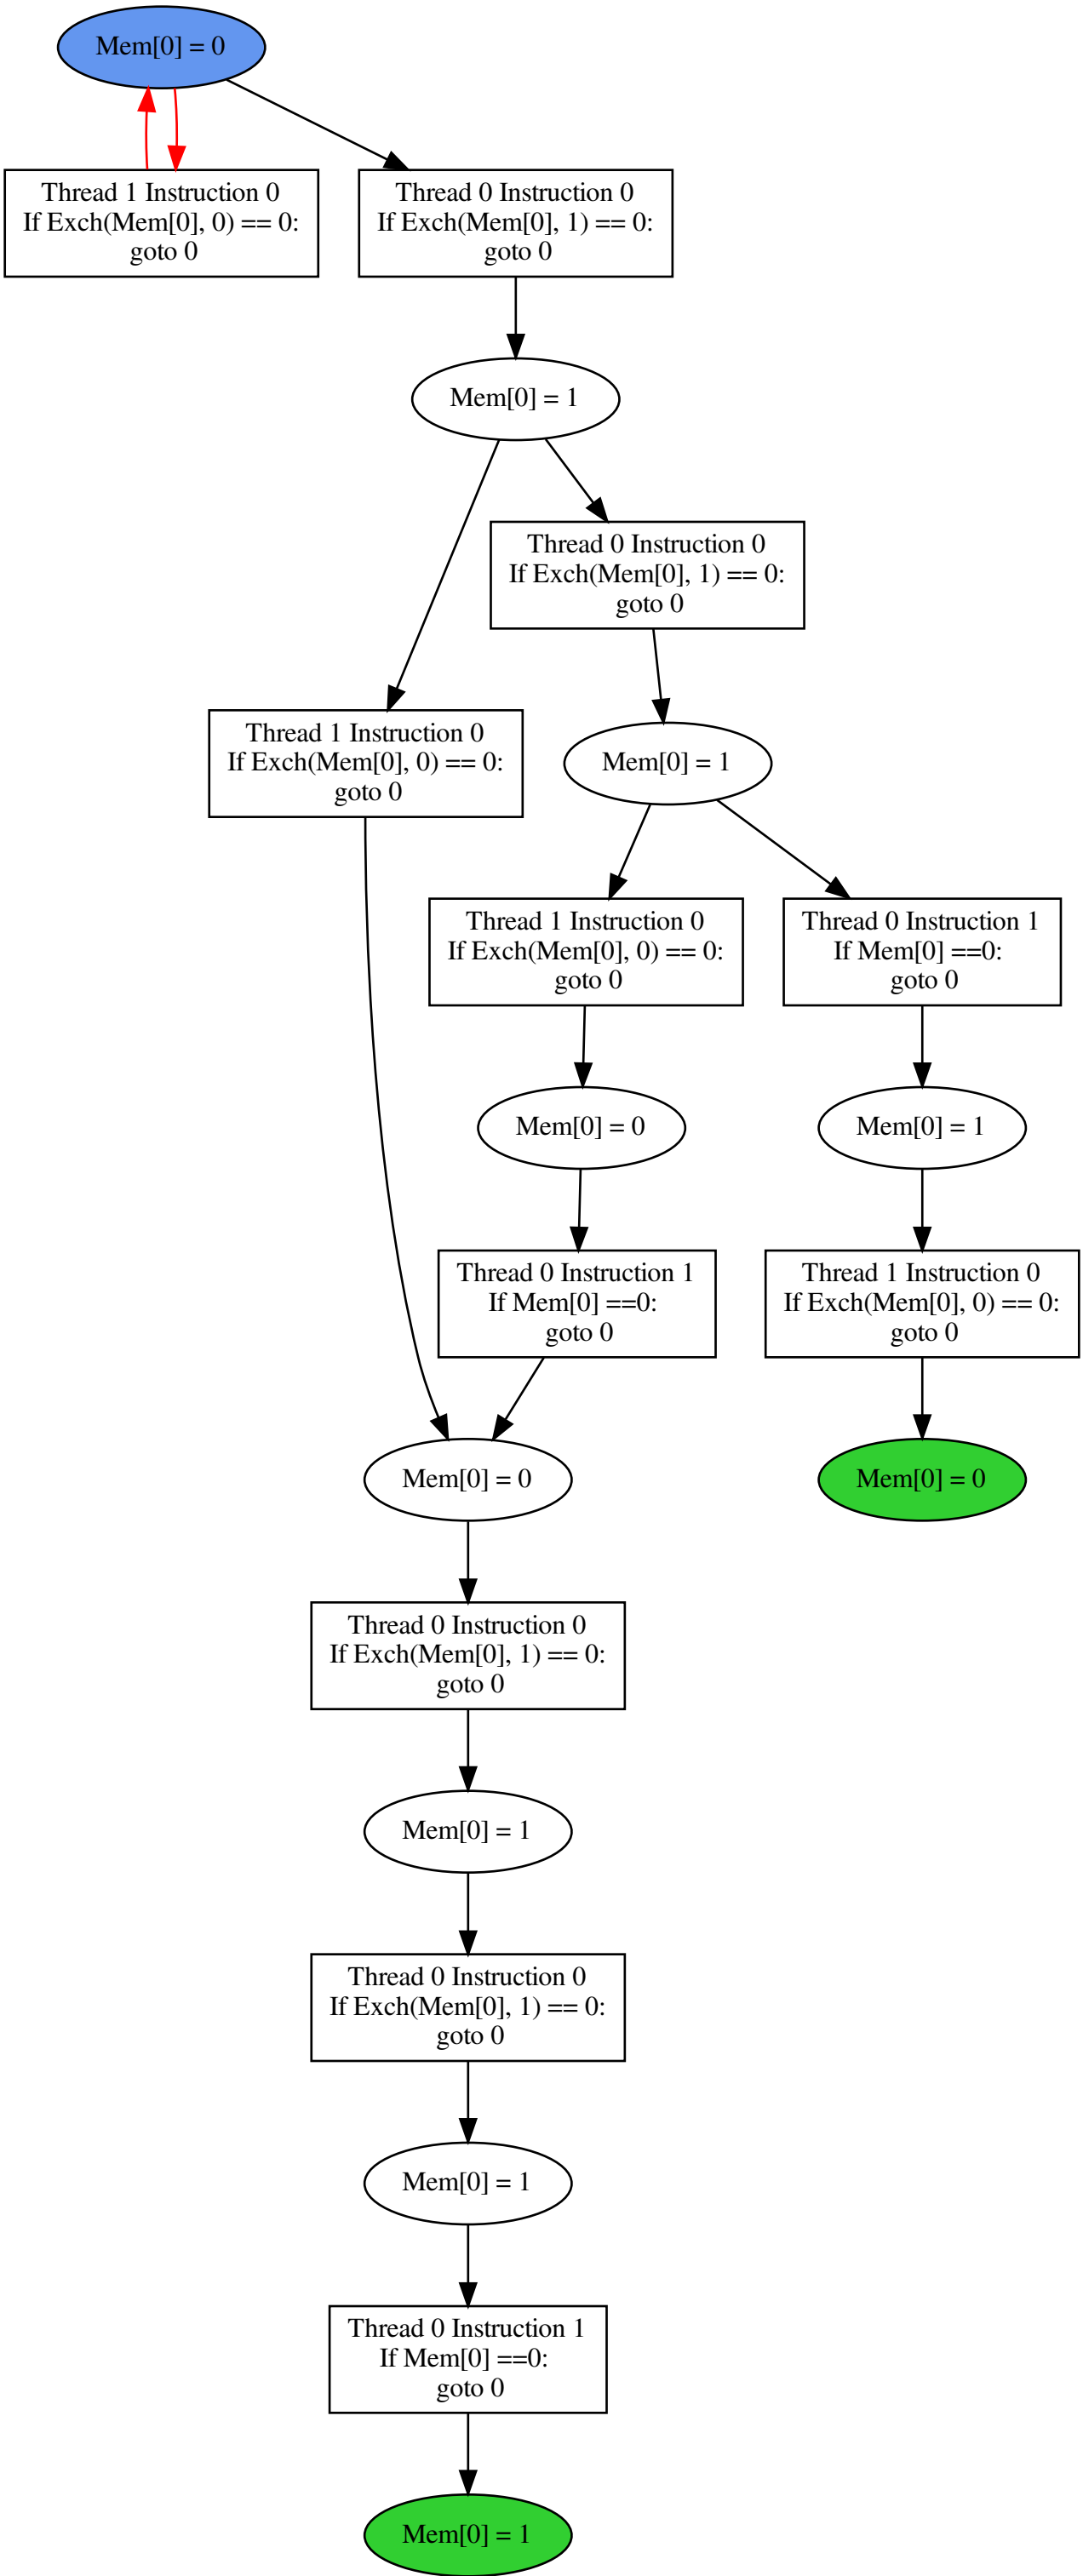 Mem[0] = 0
Thread 1 Instruction 0
If Exch(Mem[0], 0) == 0:
goto 0
Thread 0 Instruction 0
If Exch(Mem[0], 1) == 0:
goto 0
Mem[0] = 1
Thread 0 Instruction 0
If Exch(Mem[0], 1) == 0:
goto 0
Thread 1 Instruction 0
If Exch(Mem[0], 0) == 0:
goto 0
Mem[0] = 1
Thread 1 Instruction 0
If Exch(Mem[0], 0) == 0:
goto 0
Thread 0 Instruction 1
If Mem[0] ==0:
goto 0
Mem[0] = 0
Mem[0] = 1
Thread 0 Instruction 1
If Mem[0] ==0:
goto 0
Thread 1 Instruction 0
If Exch(Mem[0], 0) == 0:
goto 0
Mem[0] = 0
Mem[0] = 0
Thread 0 Instruction 0
If Exch(Mem[0], 1) == 0:
goto 0
Mem[0] = 1
Thread 0 Instruction 0
If Exch(Mem[0], 1) == 0:
goto 0
Mem[0] = 1
Thread 0 Instruction 1
If Mem[0] ==0:
goto 0
Mem[0] = 1